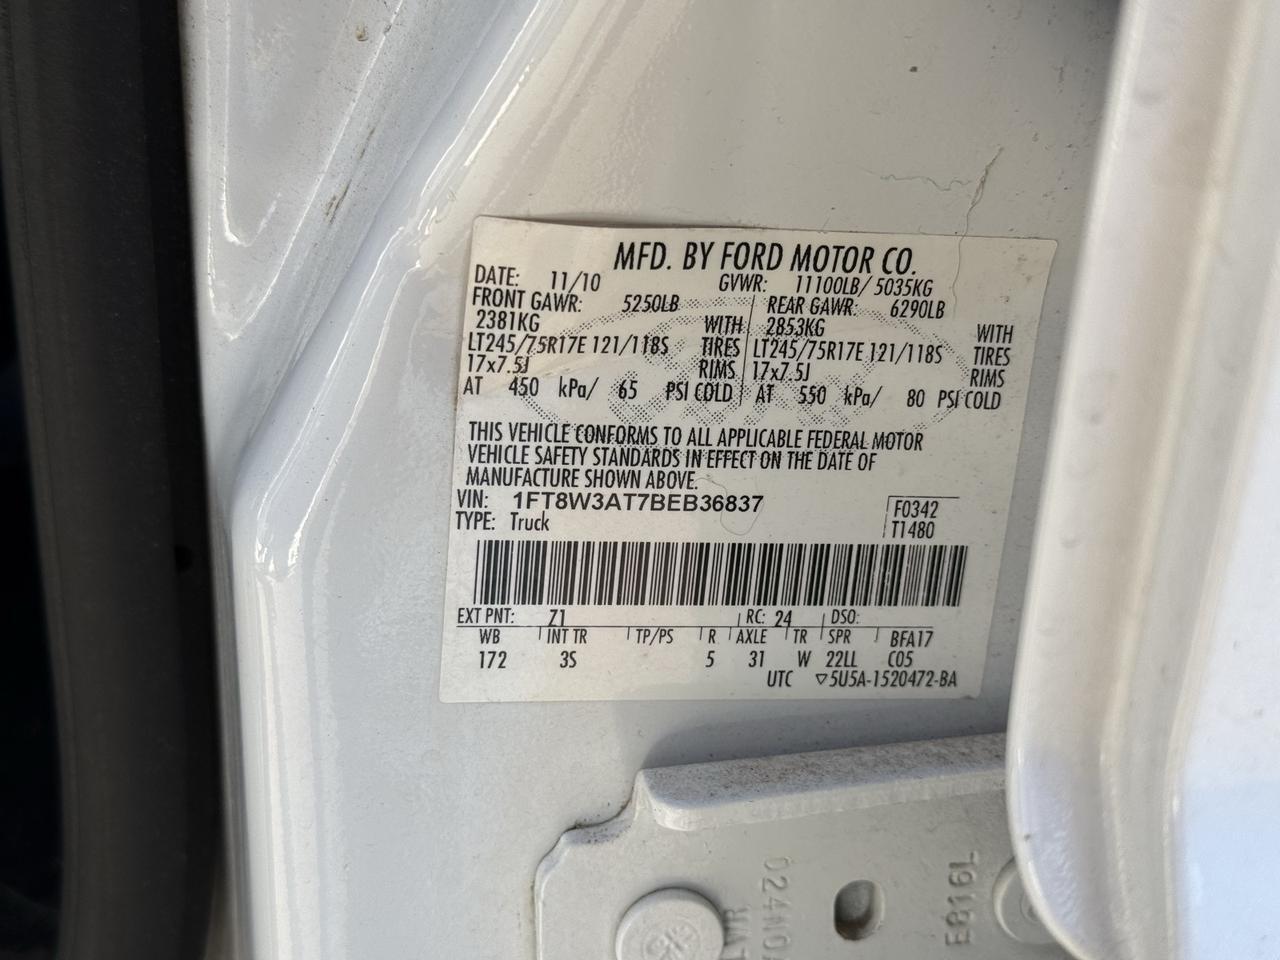 MFD. BY FORD MOTOR CO.
DATE: 11/10 GVWR: 11100LB/ 5035KG
FRONT GAWR: 5250LB REAR GAWR: 6290LB
2381KG WITH 2853KG WITH
LT245/75R17E 121/118S TIRES LT245/75R17E 121/118S TIRES
17x7.5J RIMS 17x7.5J RIMS
AT 450 kPa/ 65 PSI COLD AT 550 kPa/ 80 PSI COLD
THIS VEHICLE CONFORMS TO ALL APPLICABLE FEDERAL MOTOR
VEHICLE SAFETY STANDARDS IN EFFECT ON THE DATE OF
MANUFACTURE SHOWN ABOVE.
VIN: 1FT8W3AT7BEB36837 F0342
TYPE: Truck T1480
EXT PNT: Z1 RC: 24 DSO:
WB INT TR TP/PS R AXLE TR SPR BFA17
172 3S 5 31 W 22LL C05
UTC ▽5U5A-1520472-BA
E8191L